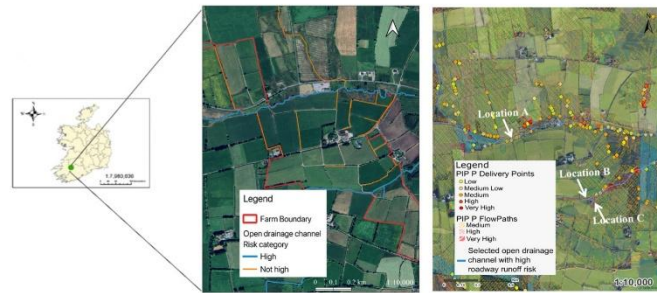 1:7,383,836
Legend
Farm Boundary
Open drainage channel
Risk category
High
Not high
0 0.1 0.2
km
1:10,000
Location A
Location B
Location C
Legend
PIP P Delivery Points
Low
Medium Low
Medium
High
Very High
PIP P FlowPaths
Medium
High
Very High
Selected open drainage
channel with high
roadway runoff risk
1:10,000